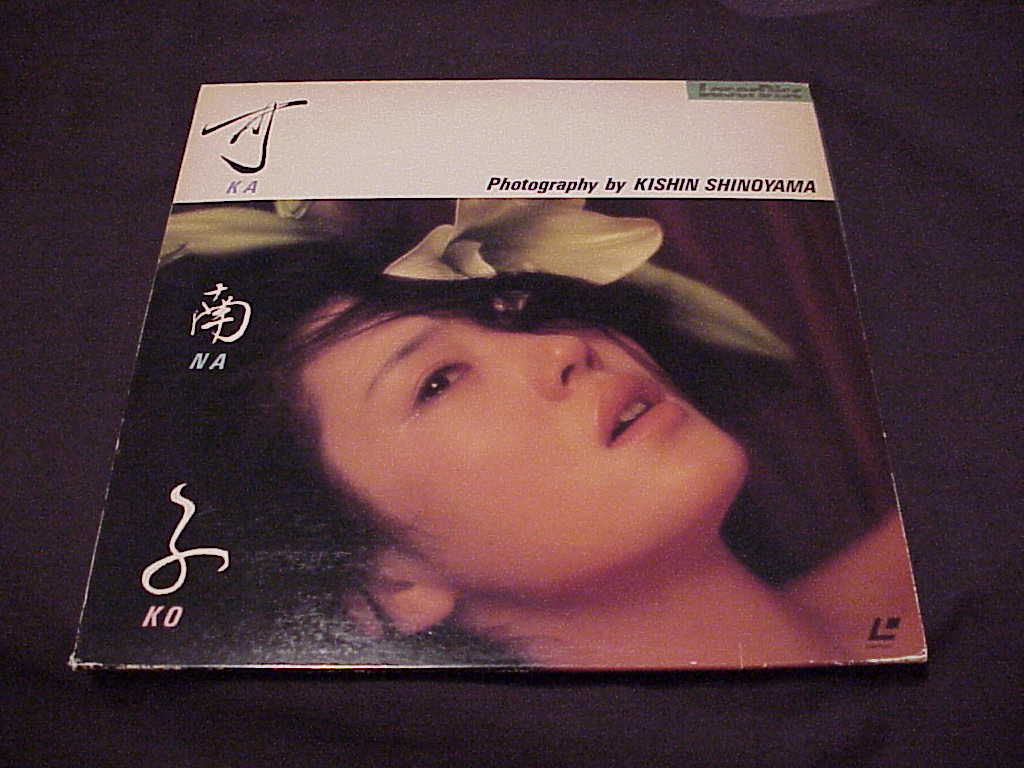 LaserDisc
可
KA
Photography by KISHIN SHINOYAMA
南
NA
子
KO